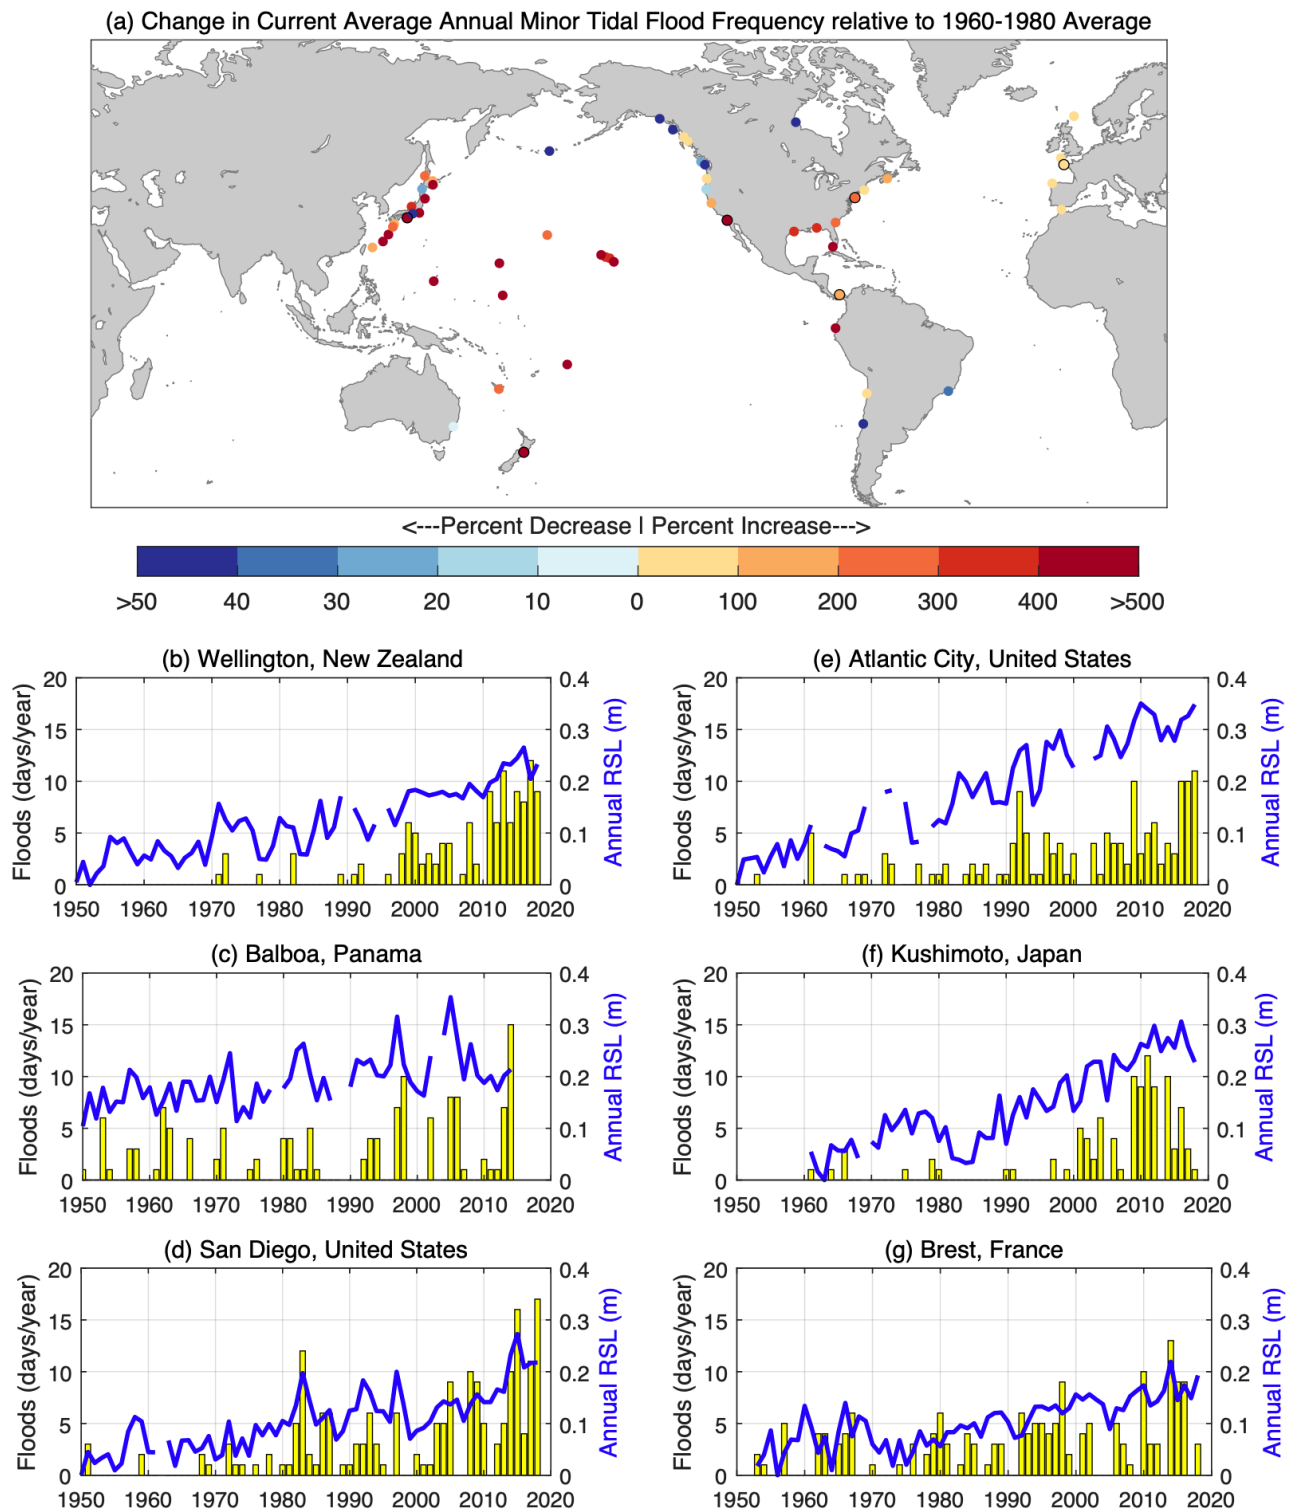 (a) Change in Current Average Annual Minor Tidal Flood Frequency relative to 1960-1980 Average
<---Percent Decrease | Percent Increase--->
>50 40 30 20 10 0 100 200 300 400 >500
(b) Wellington, New Zealand
20 15 10 5 0
Floods (days/year)
0.4 0.3 0.2 0.1 0
Annual RSL (m)
1950 1960 1970 1980 1990 2000 2010 2020
(e) Atlantic City, United States
20 15 10 5 0
Floods (days/year)
0.4 0.3 0.2 0.1 0
Annual RSL (m)
1950 1960 1970 1980 1990 2000 2010 2020
(c) Balboa, Panama
20 15 10 5 0
Floods (days/year)
0.4 0.3 0.2 0.1 0
Annual RSL (m)
1950 1960 1970 1980 1990 2000 2010 2020
(f) Kushimoto, Japan
20 15 10 5 0
Floods (days/year)
0.4 0.3 0.2 0.1 0
Annual RSL (m)
1950 1960 1970 1980 1990 2000 2010 2020
(d) San Diego, United States
20 15 10 5 0
Floods (days/year)
0.4 0.3 0.2 0.1 0
Annual RSL (m)
1950 1960 1970 1980 1990 2000 2010 2020
(g) Brest, France
20 15 10 5 0
Floods (days/year)
0.4 0.3 0.2 0.1 0
Annual RSL (m)
1950 1960 1970 1980 1990 2000 2010 2020